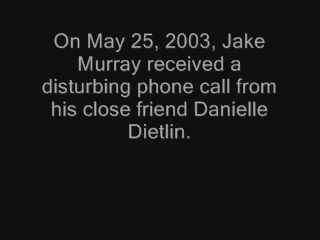 On May 25, 2003, Jake
Murray received a
disturbing phone call from
his close friend Danielle
Dietlin.